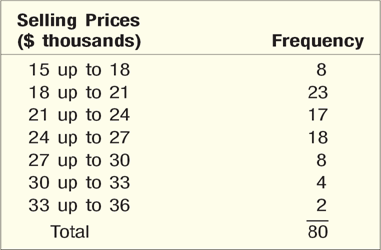 Selling Prices
($ thousands) Frequency
15 up to 18 8
18 up to 21 23
21 up to 24 17
24 up to 27 18
27 up to 30 8
30 up to 33 4
33 up to 36 2
Total 80